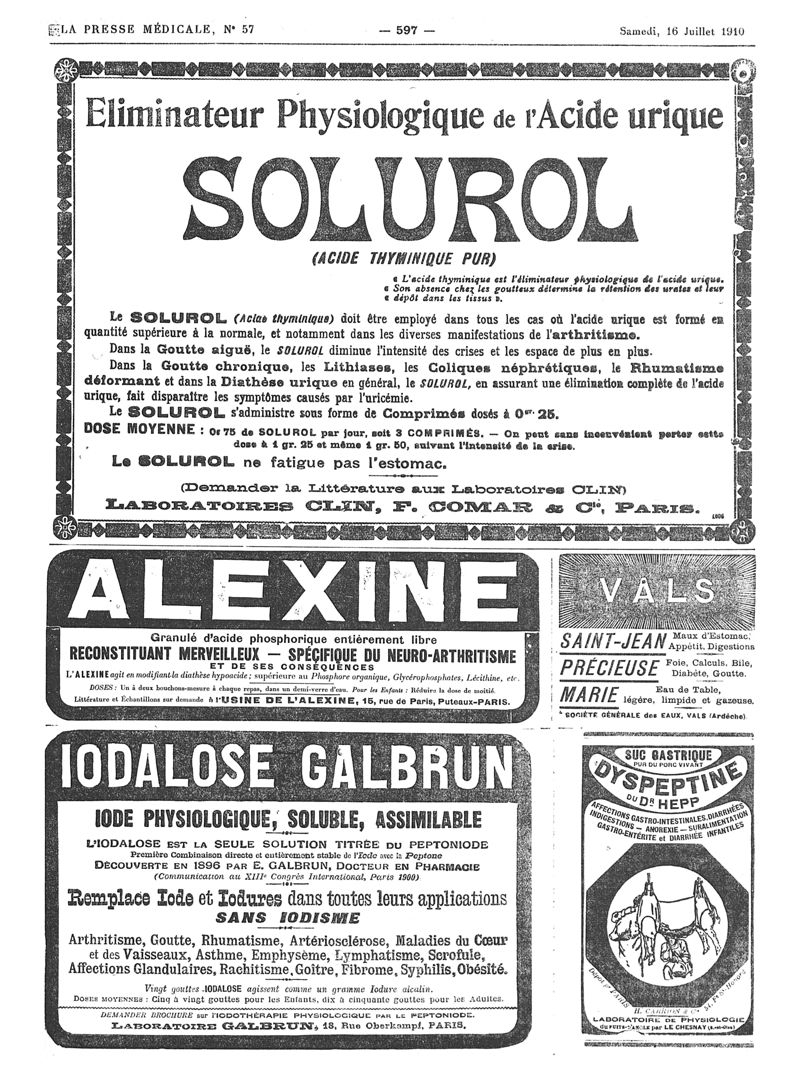 LA PRESSE MÉDICALE, N° 57
— 597 —
Samedi, 16 Juillet 1910
Eliminateur Physiologique de l'Acide urique
SOLUROL
(ACIDE THYMINIQUE PUR)
« L'acide thyminique est l'éliminateur physiologique de l'acide urique.
« Son absence chez les goutteux détermine la rétention des urates et leur
« dépôt dans les tissus ».
Le SOLUROL (Acide thyminique) doit être employé dans tous les cas où l'acide urique est formé en
quantité supérieure à la normale, et notamment dans les diverses manifestations de l'arthritisme.
Dans la Goutte aiguë, le SOLUROL diminue l'intensité des crises et les espace de plus en plus.
Dans la Goutte chronique, les Lithiases, les Coliques néphrétiques, le Rhumatisme
déformant et dans la Diathèse urique en général, le SOLUROL, en assurant une élimination complète de l'acide
urique, fait disparaître les symptômes causés par l'uricémie.
Le SOLUROL s'administre sous forme de Comprimés dosés à 0gr. 25.
DOSE MOYENNE : 0g 75 de SOLUROL par jour, soit 3 COMPRIMÉS. — On peut sans inconvénient porter cette
dose à 1 gr. 25 et même 1 gr. 50, suivant l'intensité de la crise.
Le SOLUROL ne fatigue pas l'estomac.
(Demander la Littérature aux Laboratoires CLIN)
LABORATOIRES CLIN, F. COMAR & Cie, PARIS.
ALEXINE
Granulé d'acide phosphorique entièrement libre
RECONSTITUANT MERVEILLEUX — SPÉCIFIQUE DU NEURO-ARTHRITISME
ET DE SES CONSÉQUENCES
L'ALEXINE agit en modifiant la diathèse hypoacide ; supérieure au Phosphore organique, Glycérophosphates, Lécithine, etc.
DOSES : Un à deux bouchons-mesure à chaque repas, dans un demi-verre d'eau. Pour les Enfants : Réduire la dose de moitié.
Littérature et Échantillons sur demande à l'USINE DE L'ALEXINE, 15, rue de Paris, Puteaux-PARIS.
VALS
SAINT-JEAN Maux d'Estomac, Appétit, Digestions
PRÉCIEUSE Foie, Calculs, Bile, Diabète, Goutte.
MARIE Eau de Table, légère, limpide et gazeuse.
SOCIÉTÉ GÉNÉRALE des EAUX, VALS (Ardèche)
IODALOSE GALBRUN
IODE PHYSIOLOGIQUE, SOLUBLE, ASSIMILABLE
L'IODALOSE EST LA SEULE SOLUTION TITRÉE DU PEPTONIODE
Première Combinaison directe et entièrement stable de l'Iode avec la Peptone
DÉCOUVERTE EN 1896 PAR E. GALBRUN, DOCTEUR EN PHARMACIE
(Communication au XIIIe Congrès International, Paris 1900)
Remplace Iode et Iodures dans toutes leurs applications
SANS IODISME
Arthritisme, Goutte, Rhumatisme, Artériosclérose, Maladies du Cœur
et des Vaisseaux, Asthme, Emphysème, Lymphatisme, Scrofule,
Affections Glandulaires, Rachitisme, Goître, Fibrome, Syphilis, Obésité.
Vingt gouttes d'IODALOSE agissent comme un gramme Iodure alcalin.
DOSES MOYENNES : Cinq à vingt gouttes pour les Enfants, dix à cinquante gouttes pour les Adultes.
DEMANDER BROCHURE sur l'IODOTHÉRAPIE PHYSIOLOGIQUE PAR LE PEPTONIODE.
LABORATOIRE GALBRUN, 18, Rue Oberkampf, PARIS.
SUC GASTRIQUE
PUR DU PORC VIVANT
DYSPEPTINE
DU Dr HEPP
AFFECTIONS GASTRO-INTESTINALES. DIARRHÉES
INDIGESTIONS — ANOREXIE — SURALIMENTATION
GASTRO-ENTÉRITE et DIARRHÉE INFANTILES
H. CARRION & Cie
LABORATOIRE DE PHYSIOLOGIE
DU PUITS-D'ANGLE par LE CHESNAY (S.-et-Oise)